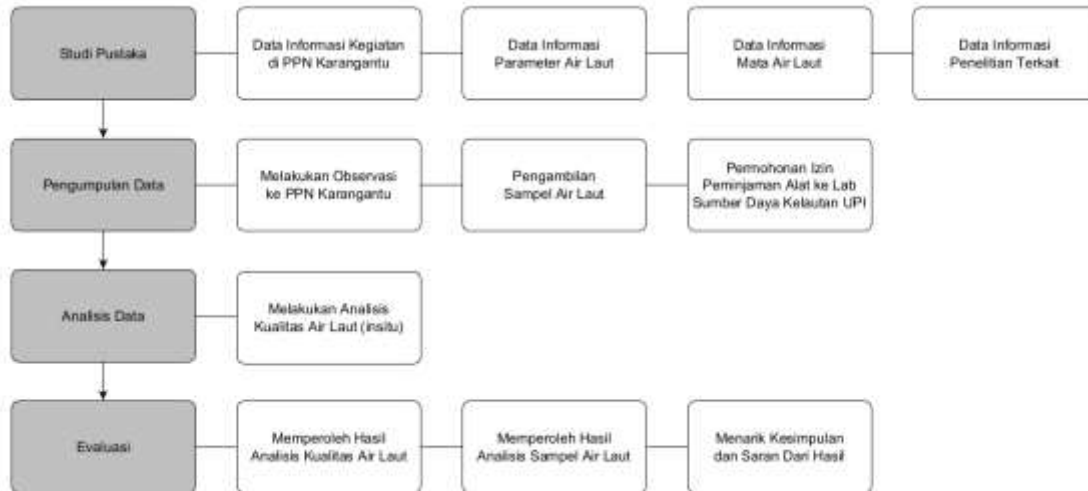 Studi Pustaka
Data Informasi Kegiatan
di PPN Karangantu
Data Informasi
Parameter Air Laut
Data Informasi
Mata Air Laut
Data Informasi
Penelitian Terkait
Pengumpulan Data
Melakukan Observasi
ke PPN Karangantu
Pengambilan
Sampel Air Laut
Permohonan Izin
Peminjaman Alat ke Lab
Sumber Daya Kelautan UPI
Analisis Data
Melakukan Analisis
Kualitas Air Laut (insitu)
Evaluasi
Memperoleh Hasil
Analisis Kualitas Air Laut
Memperoleh Hasil
Analisis Sampel Air Laut
Menarik Kesimpulan
dan Saran Dari Hasil